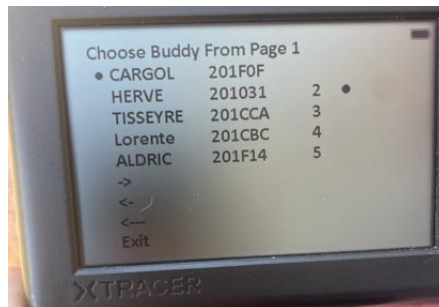 Choose Buddy From Page 1
• CARGOL 201F0F
HERVE 201031 2 •
TISSEYRE 201CCA 3
Lorente 201CBC 4
ALDRIC 201F14 5
->
<-
<---
Exit
XTRACER